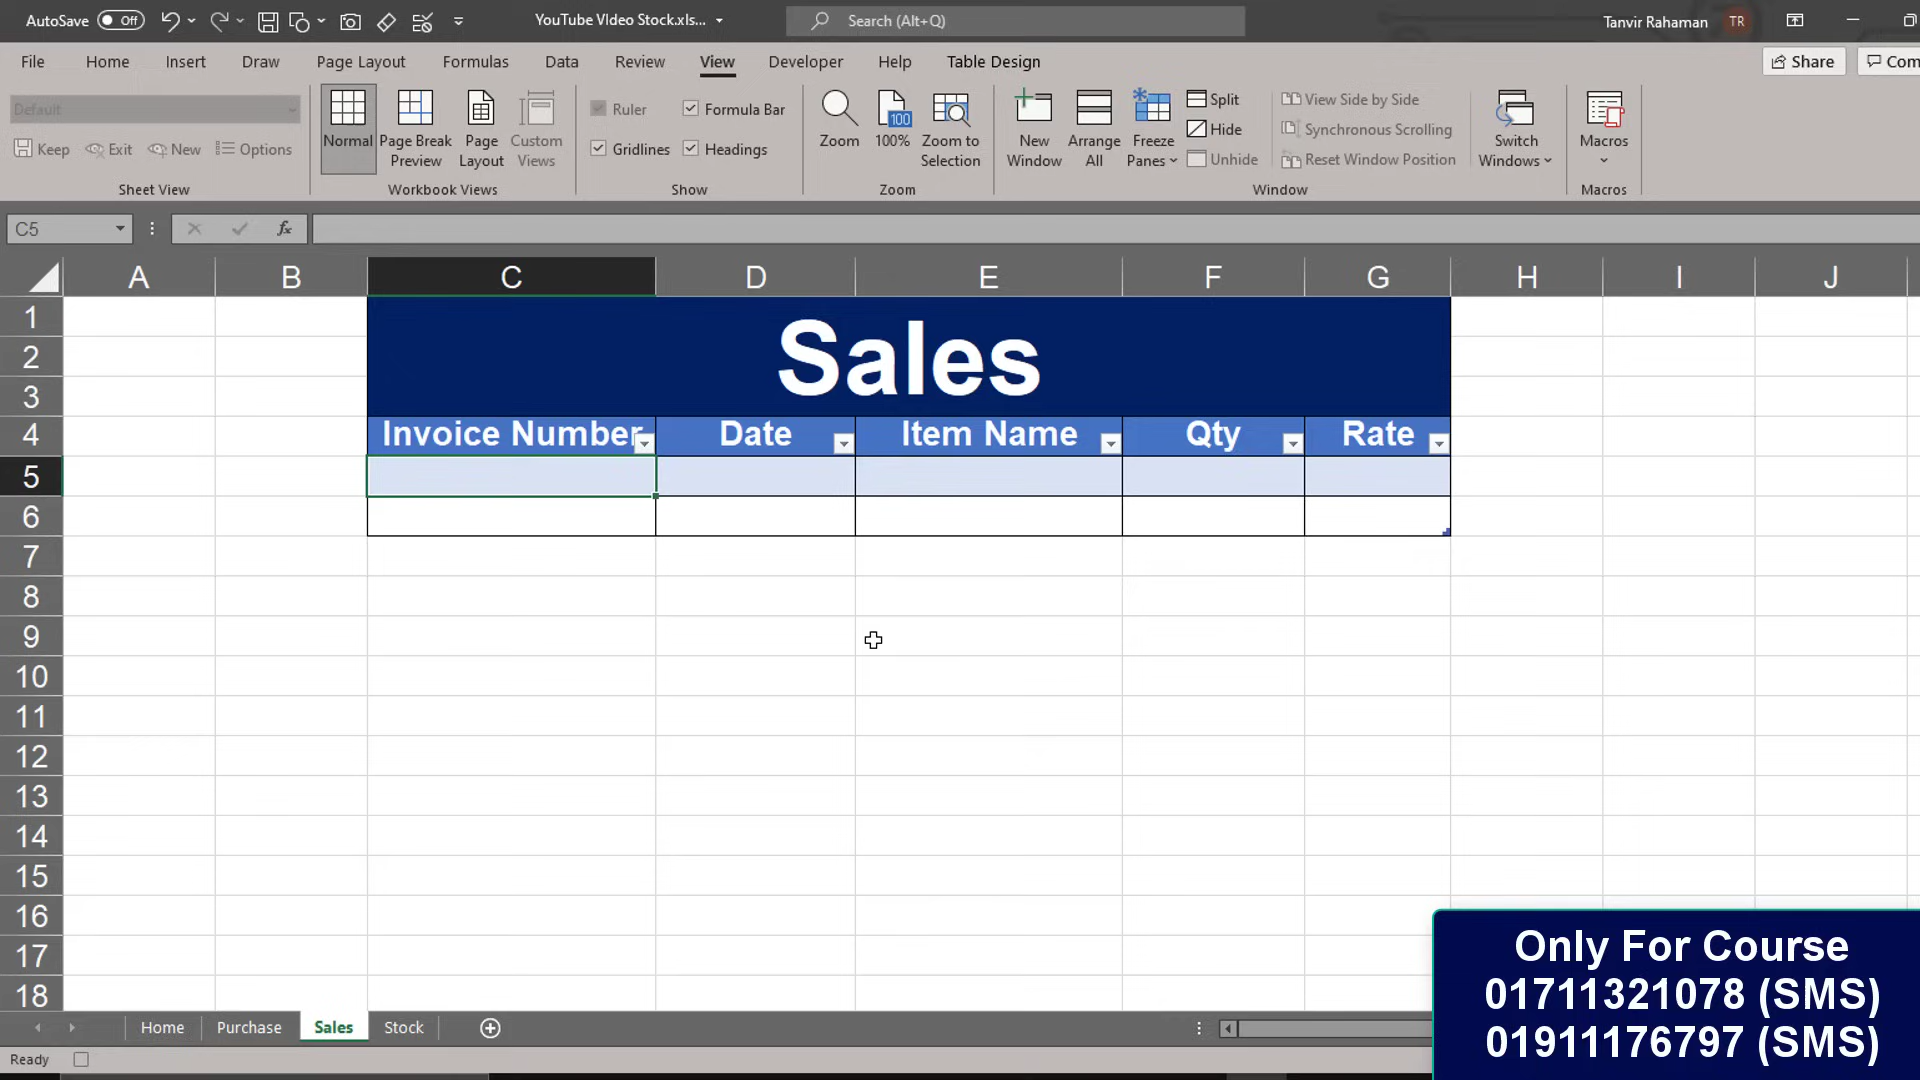 AutoSave Off YouTube VIdeo Stock.xls... Search (Alt+Q) Tanvir Rahaman TR
File Home Insert Draw Page Layout Formulas Data Review View Developer Help Table Design Share Com
Default
Keep Exit New Options
Sheet View
Normal Page Break Preview Page Layout Custom Views
Workbook Views
Ruler Formula Bar
Gridlines Headings
Show
Zoom 100% Zoom to Selection
100
Zoom
New Window Arrange All Freeze Panes
Split
Hide
Unhide
View Side by Side
Synchronous Scrolling
Reset Window Position
Window
Switch Windows
Macros
Macros
C5 fx
A B C D E F G H I J
1
2 Sales
3
4 Invoice Number Date Item Name Qty Rate
5
6
7
8
9
10
11
12
13
14
15
16
17
18
Only For Course
01711321078 (SMS)
01911176797 (SMS)
Home Purchase Sales Stock
Ready